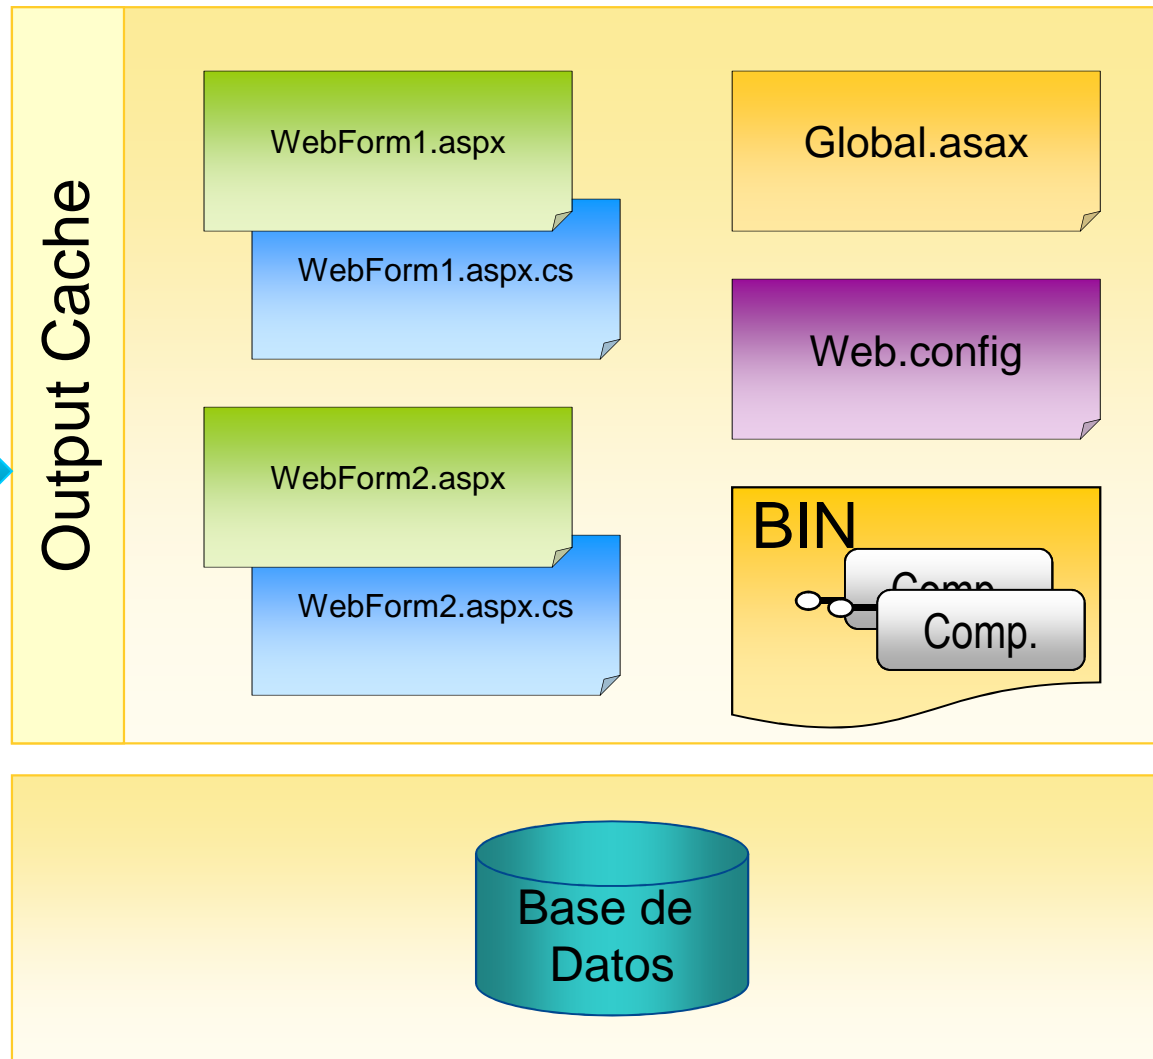 Output Cache
WebForm1.aspx
WebForm1.aspx.cs
WebForm2.aspx
WebForm2.aspx.cs
Global.asax
Web.config
BIN
Comp.
Comp.
Base de
Datos